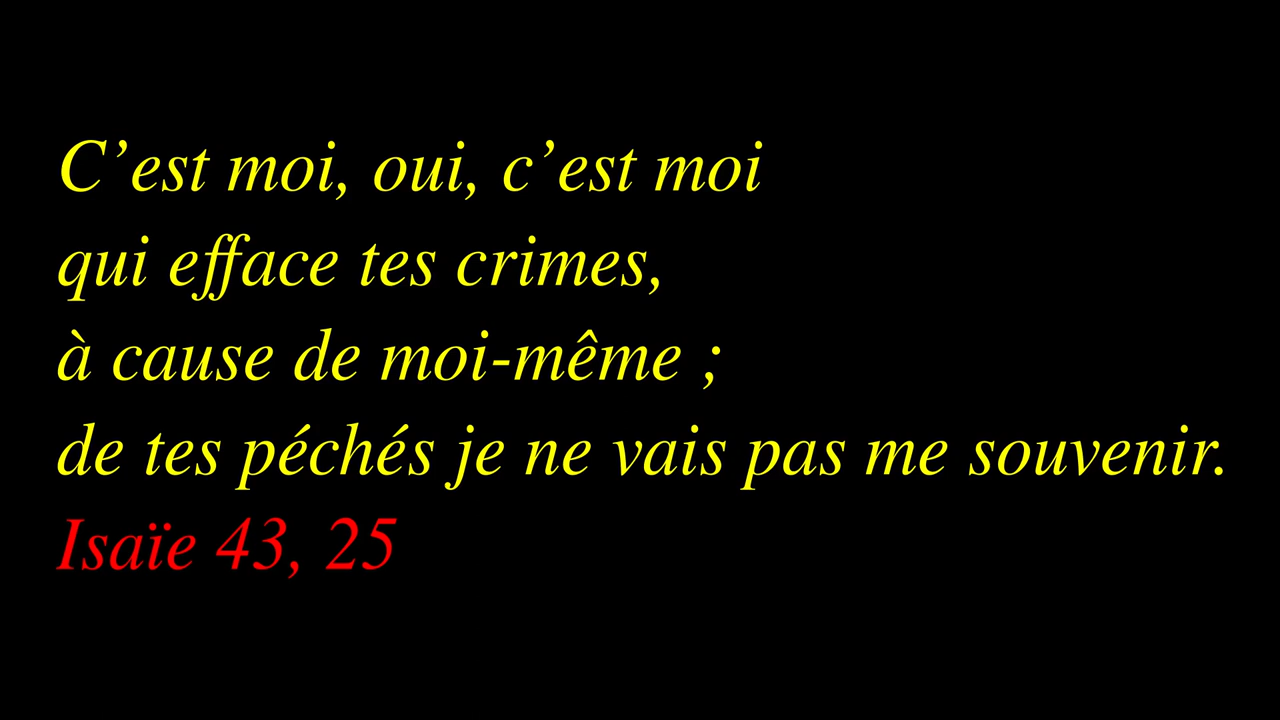 C’est moi, oui, c’est moi
qui efface tes crimes,
à cause de moi-même ;
de tes péchés je ne vais pas me souvenir.
Isaïe 43, 25